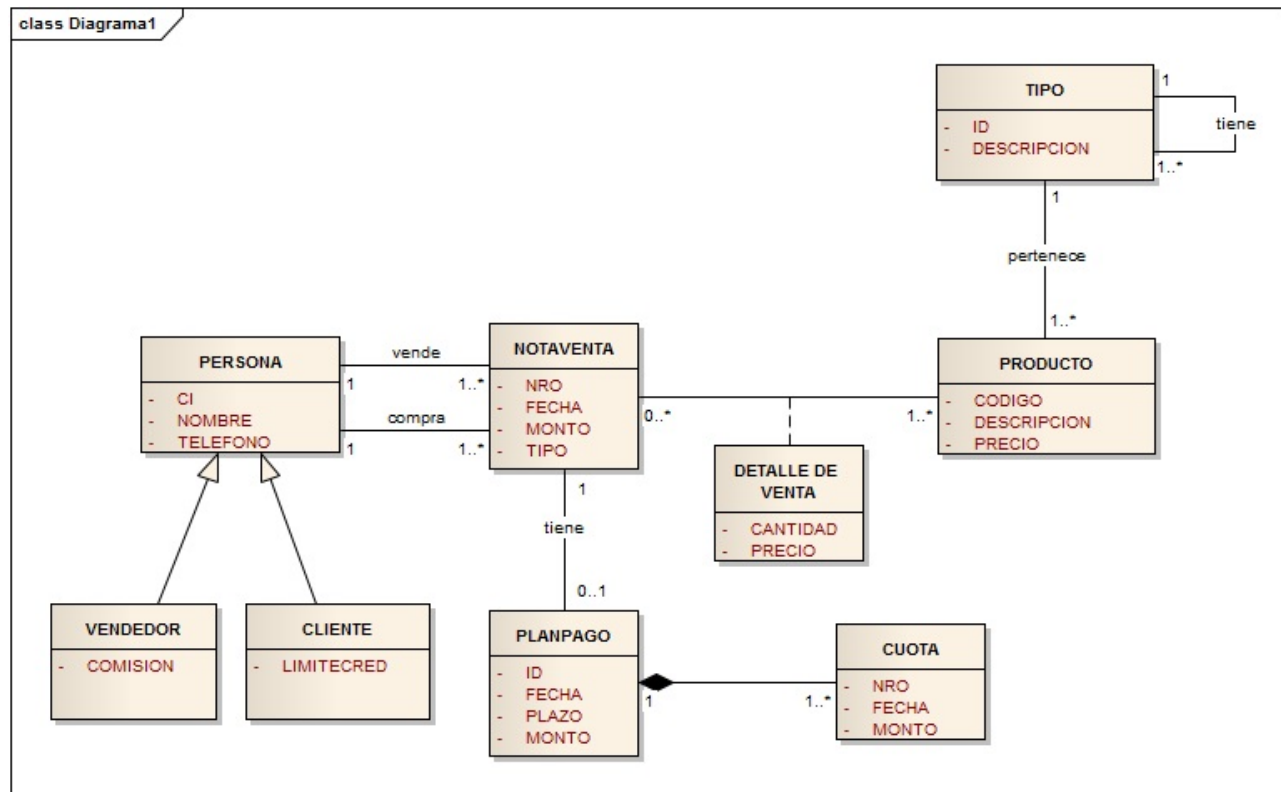 class Diagrama1
TIPO
- ID
- DESCRIPCION
1
tiene
1..*
1
pertenece
1..*
PERSONA
- CI
- NOMBRE
- TELEFONO
vende
1
1..*
compra
1
1..*
NOTAVENTA
- NRO
- FECHA
- MONTO
- TIPO
0..*
1..*
PRODUCTO
- CODIGO
- DESCRIPCION
- PRECIO
DETALLE DE
VENTA
- CANTIDAD
- PRECIO
1
tiene
0..1
VENDEDOR
- COMISION
CLIENTE
- LIMITECRED
PLANPAGO
- ID
- FECHA
- PLAZO
- MONTO
1
1..*
CUOTA
- NRO
- FECHA
- MONTO